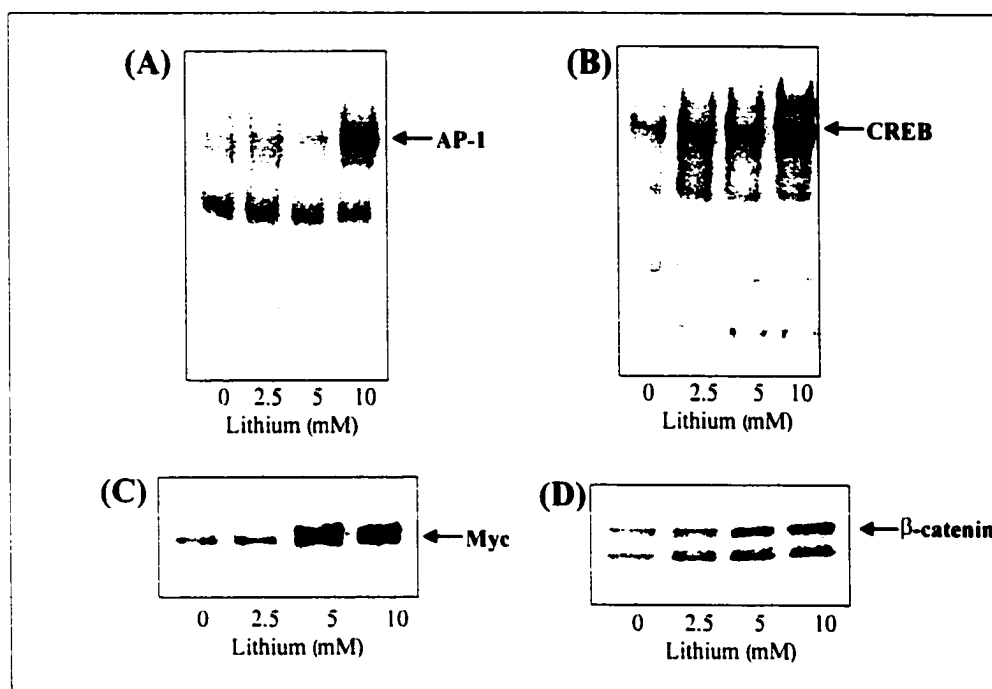 (A)
AP-1
0 2.5 5 10
Lithium (mM)
(B)
CREB
0 2.5 5 10
Lithium (mM)
(C)
Myc
0 2.5 5 10
Lithium (mM)
(D)
β-catenin
0 2.5 5 10
Lithium (mM)